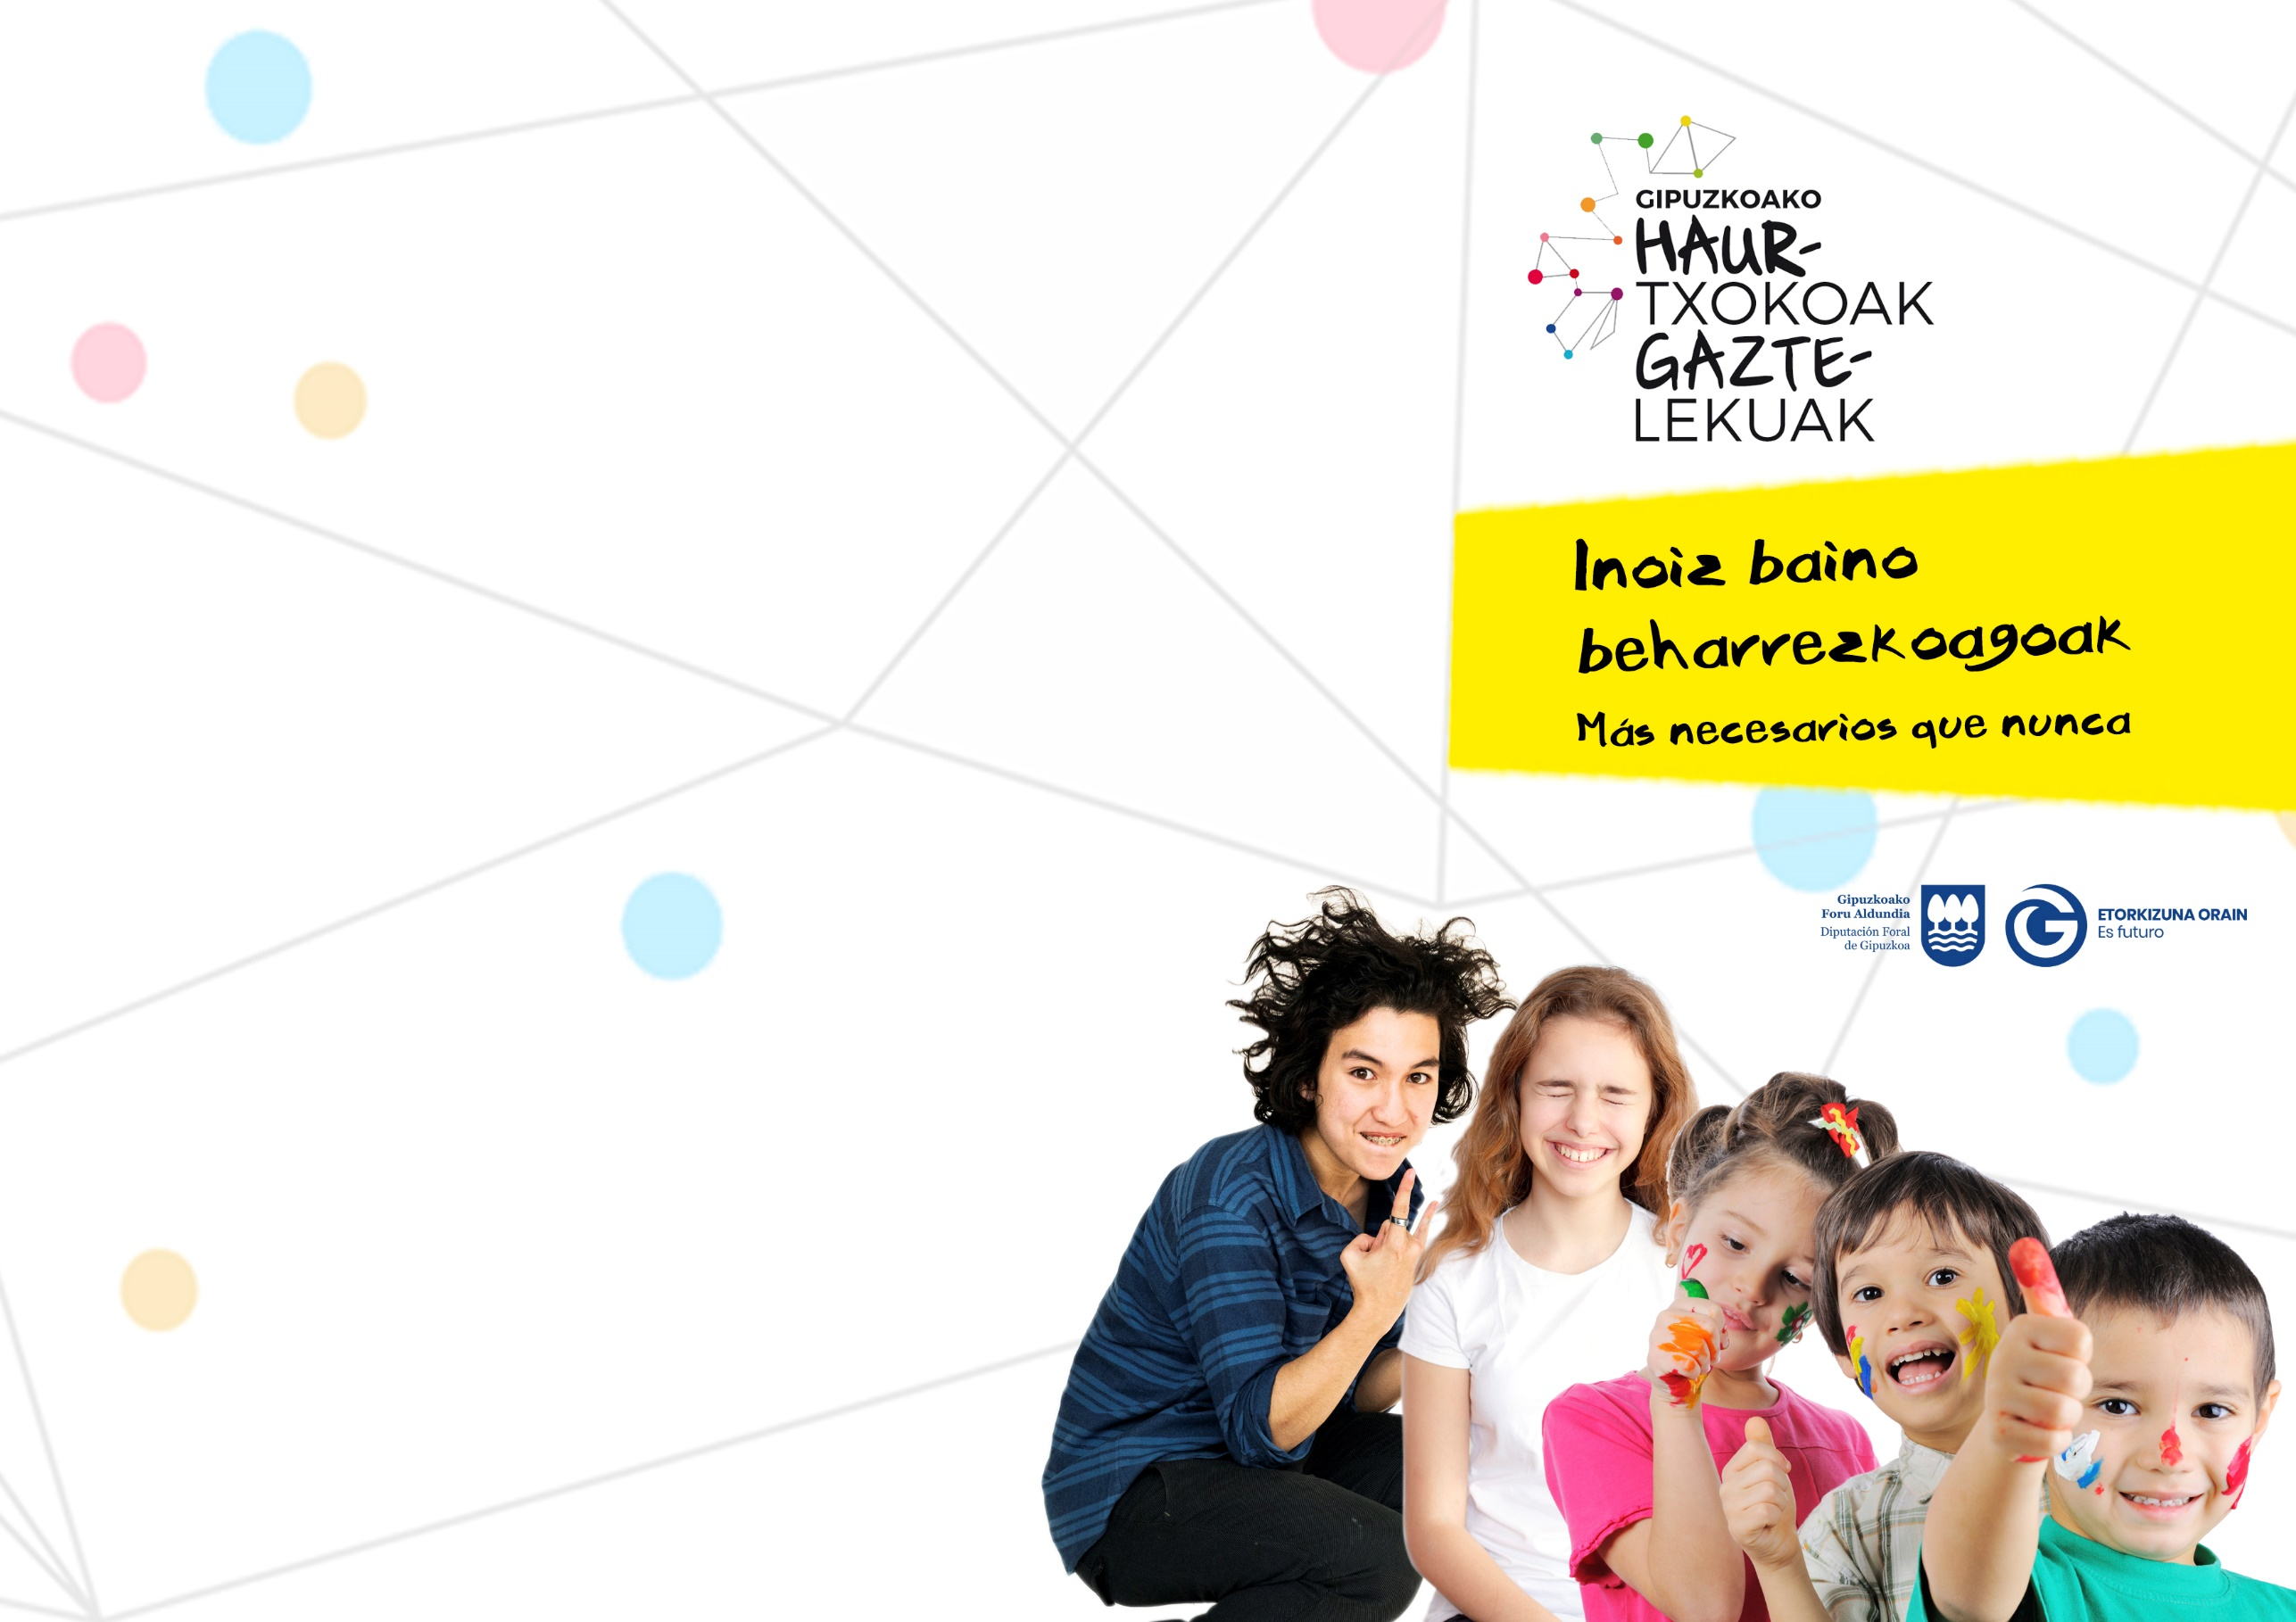 GIPUZKOAKO
HAUR-
TXOKOAK
GAZTE-
LEKUAK
Inoiz baino
beharrezkoagoak
Más necesarios que nunca
Gipuzkoako
Foru Aldundia
Diputación Foral
de Gipuzkoa
ETORKIZUNA ORAIN
Es futuro